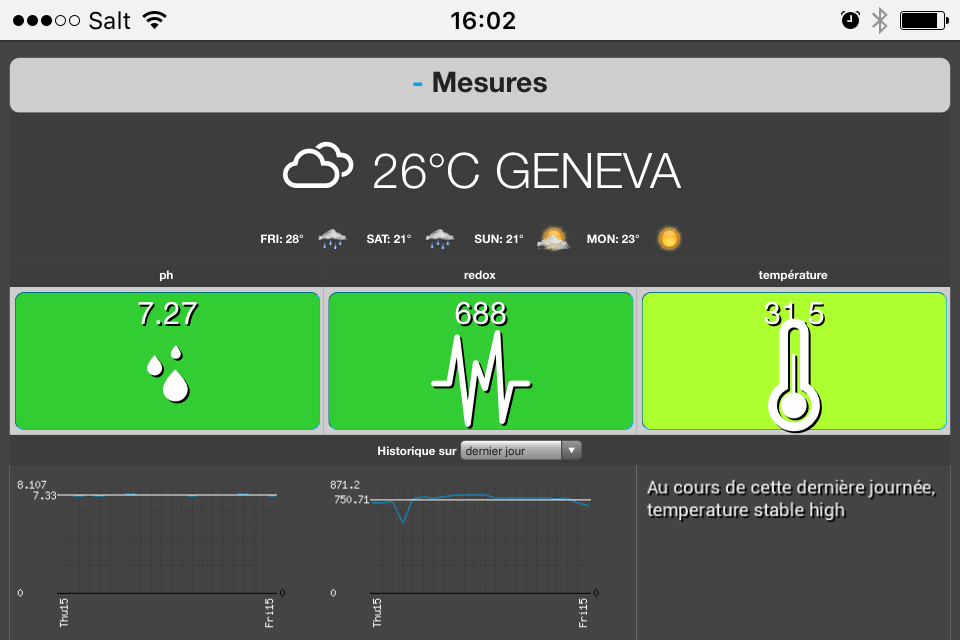 Salt 16:02
- Mesures
26°C GENEVA
FRI: 28° SAT: 21° SUN: 21° MON: 23°
ph redox température
7.27 688 31.5
Historique sur dernier jour
8.107 871.2
7.33 750.71
Au cours de cette dernière journée,
temperature stable high
0 0 0 0
Thu15 Fri15 Thu15 Fri15